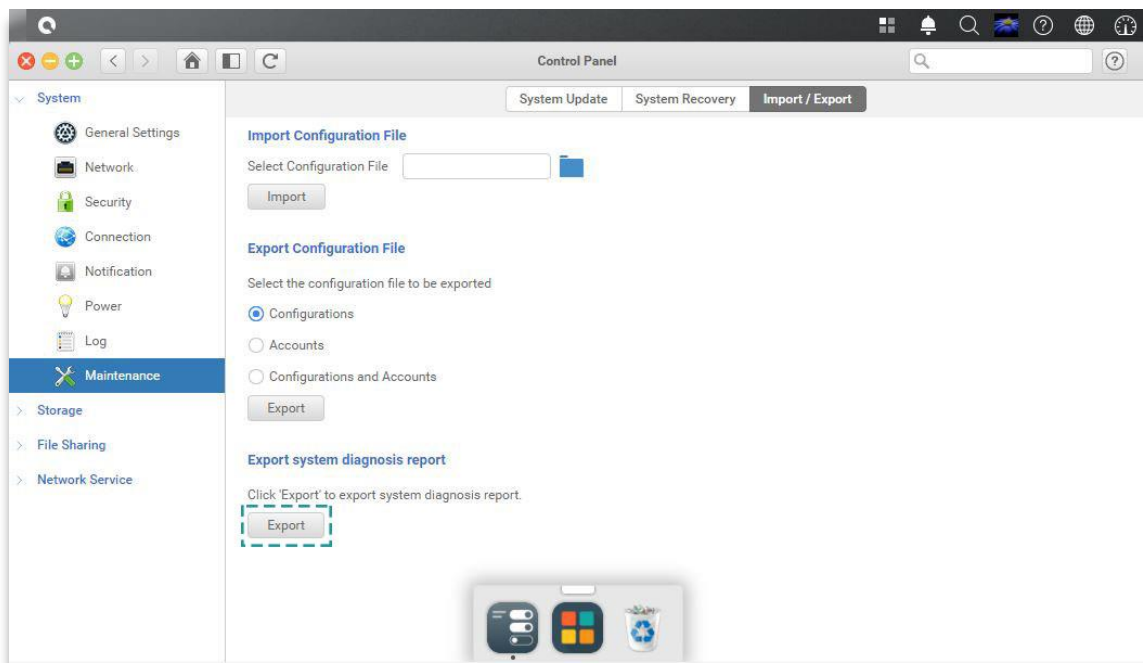 Control Panel
System
General Settings
Network
Security
Connection
Notification
Power
Log
Maintenance
Storage
File Sharing
Network Service
System Update
System Recovery
Import / Export
Import Configuration File
Select Configuration File
Import
Export Configuration File
Select the configuration file to be exported
Configurations
Accounts
Configurations and Accounts
Export
Export system diagnosis report
Click 'Export' to export system diagnosis report.
Export